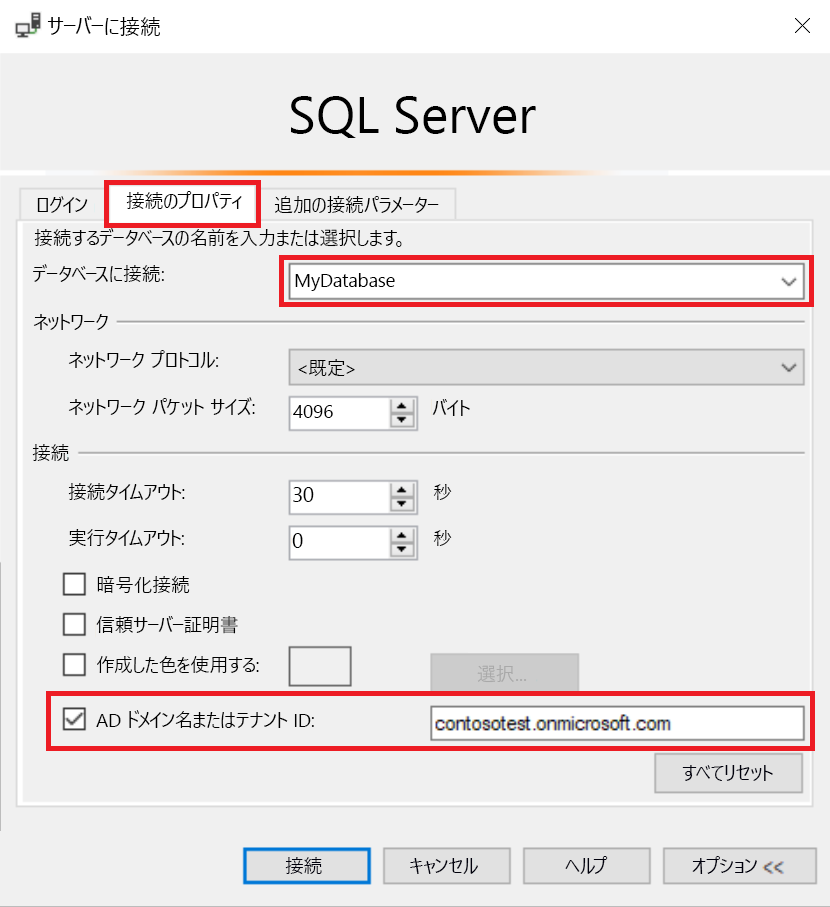 サーバーに接続
SQL Server
ログイン 接続のプロパティ 追加の接続パラメーター
接続するデータベースの名前を入力または選択します。
データベースに接続: MyDatabase
ネットワーク
ネットワーク プロトコル: <既定>
ネットワーク パケット サイズ: 4096 バイト
接続
接続タイムアウト: 30 秒
実行タイムアウト: 0 秒
暗号化接続
信頼サーバー証明書
作成した色を使用する: 選択...
AD ドメイン名またはテナント ID: contosotest.onmicrosoft.com
すべてリセット
接続 キャンセル ヘルプ オプション <<